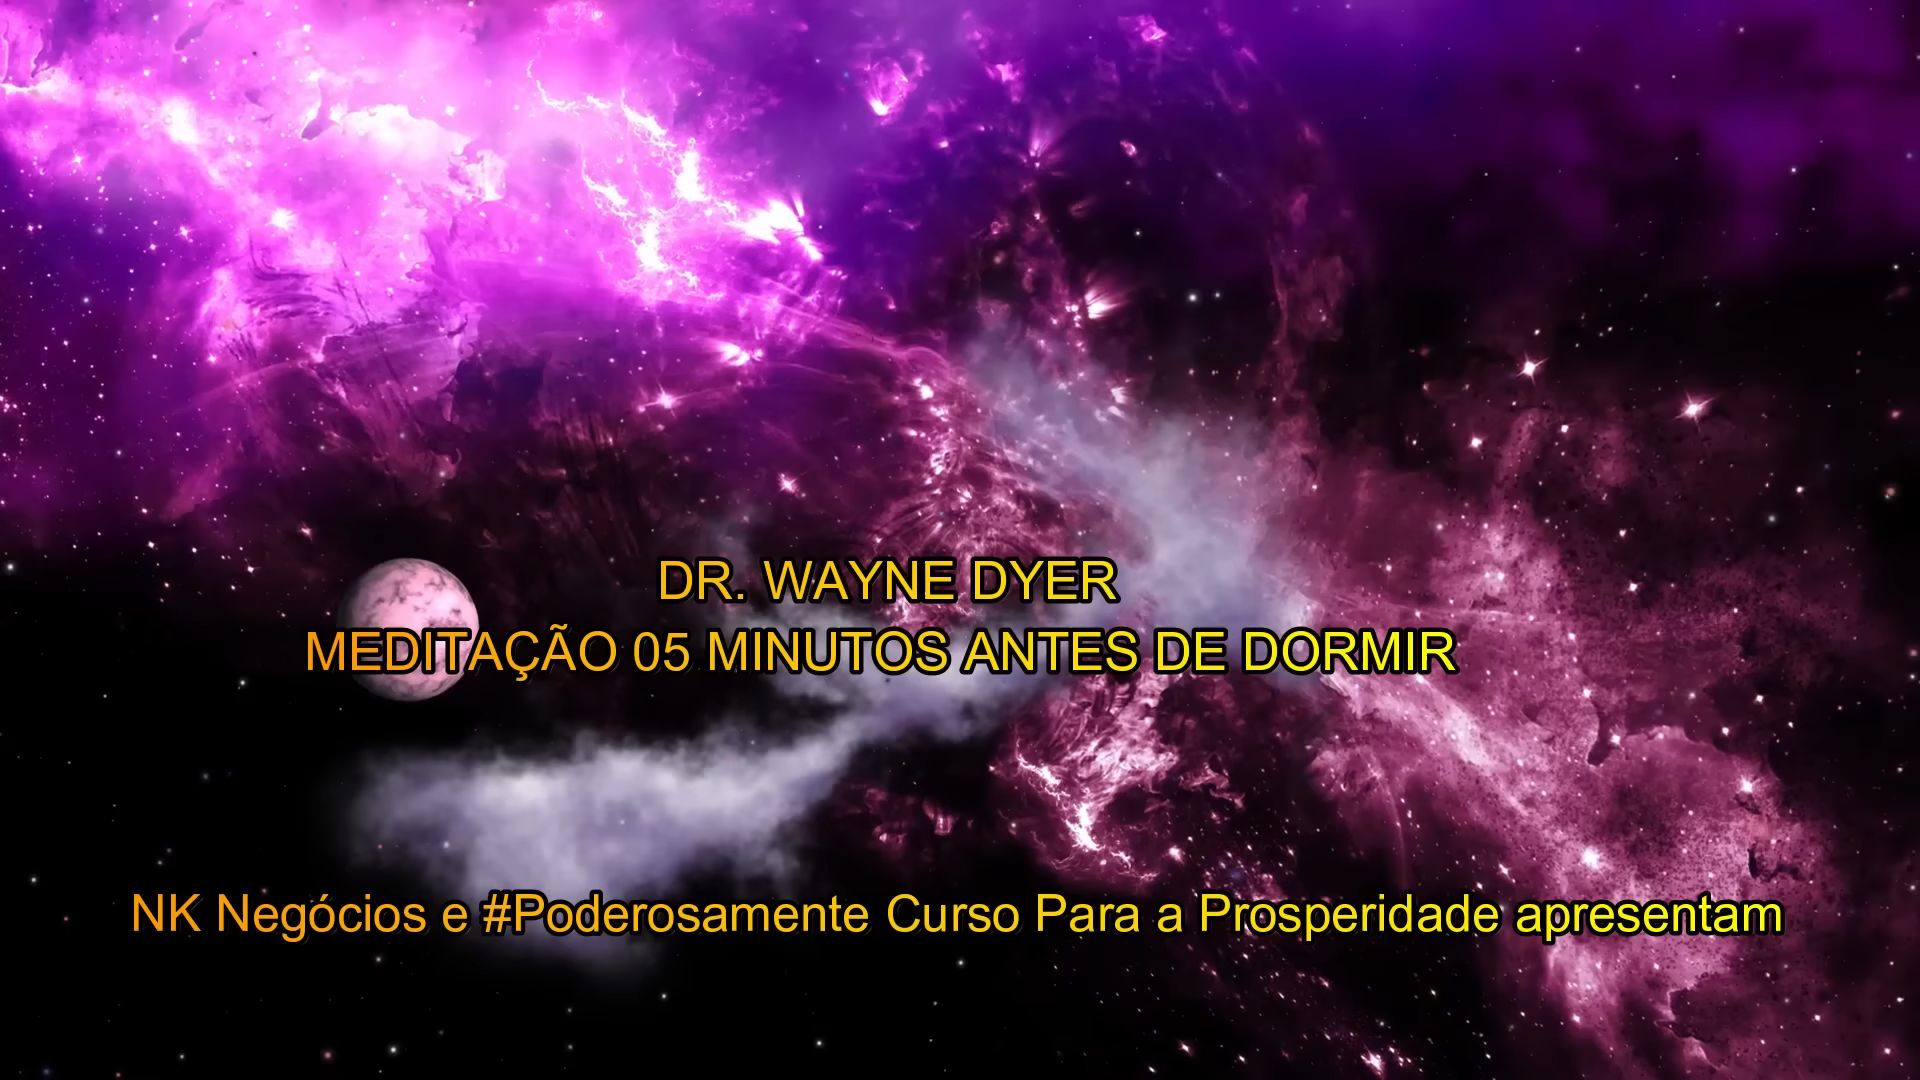 DR. WAYNE DYER
MEDITAÇÃO 05 MINUTOS ANTES DE DORMIR
NK Negócios e #Poderosamente Curso Para a Prosperidade apresentam